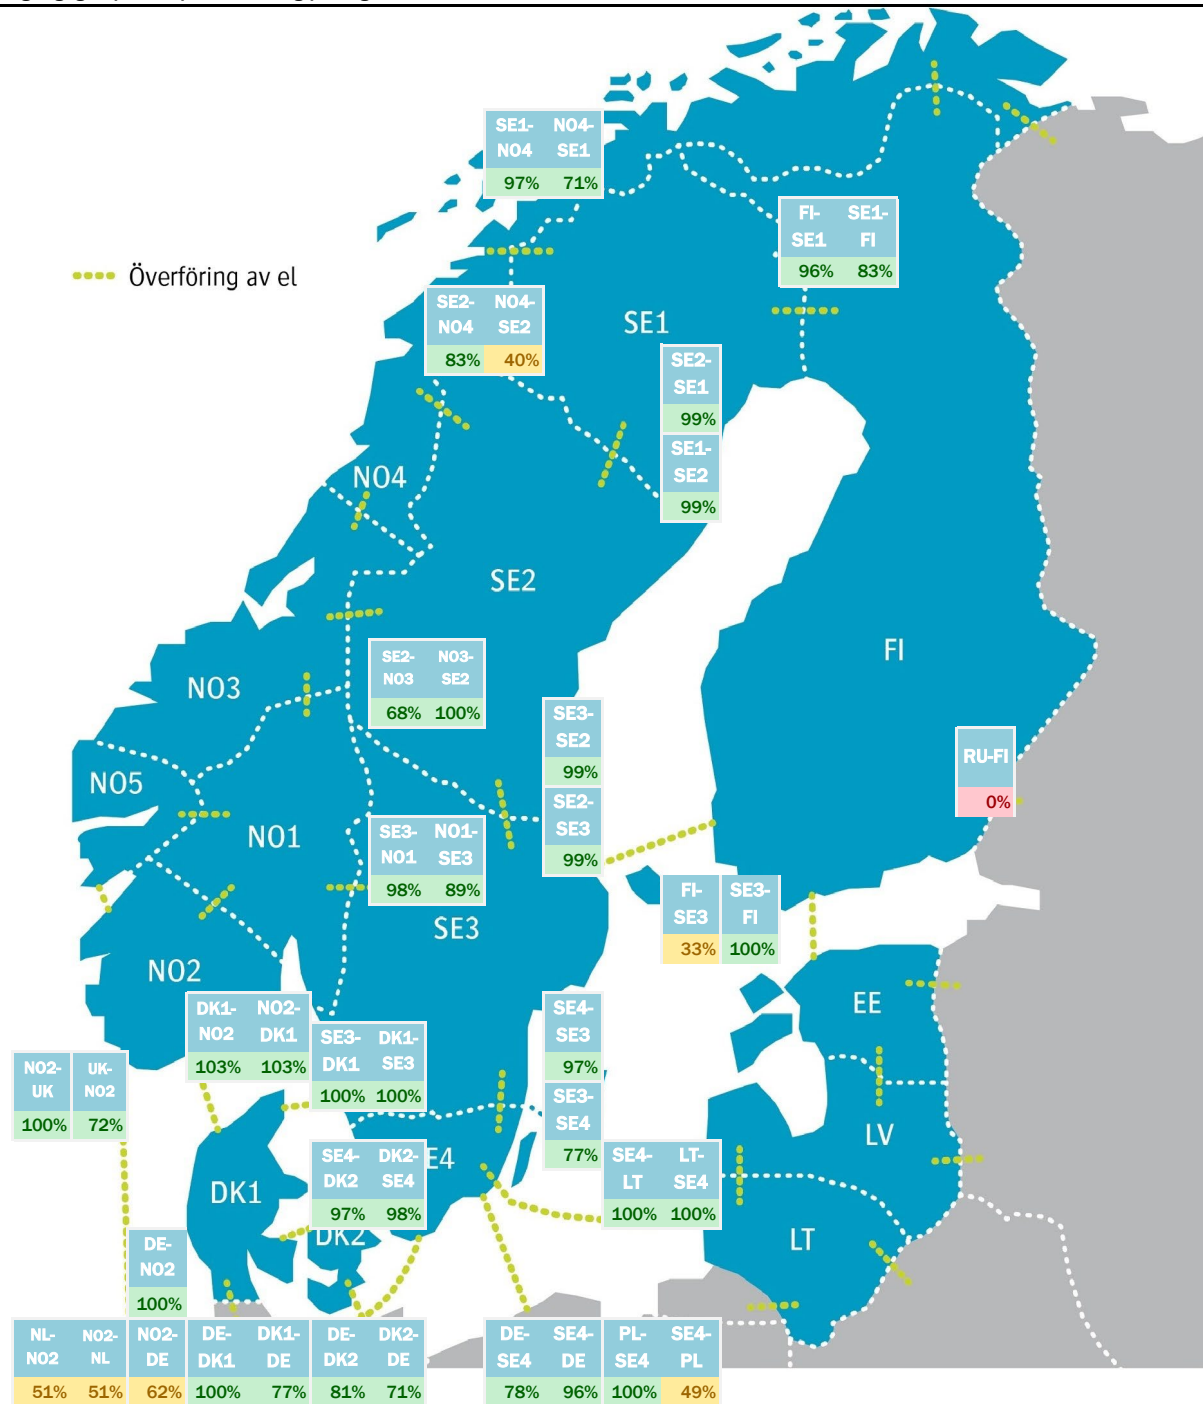 SE1- NO4-
NO4 SE1
97% 71%
FI- SE1-
SE1 FI
96% 83%
Överföring av el
SE2- NO4-
NO4 SE2
83% 40%
SE1
SE2-
SE1
99%
SE1-
SE2
99%
NO4
SE2
FI
SE2- NO3-
NO3 SE2
68% 100%
NO3
SE3-
SE2
99%
RU-FI
0%
NO5
SE2-
SE3
99%
NO1
SE3- NO1-
NO1 SE3
98% 89%
FI- SE3-
SE3 FI
33% 100%
SE3
NO2
EE
DK1- NO2-
NO2 DK1
103% 103%
SE4-
SE3
97%
SE3- DK1-
DK1 SE3
100% 100%
NO2- UK-
UK NO2
100% 72%
SE3-
SE4
77%
LV
SE4- DK2-
DK2 SE4
97% 98%
E4
SE4- LT-
LT SE4
100% 100%
DK1
DK2
LT
DE-
NO2
100%
NL- NO2- NO2- DE- DK1- DE- DK2- DE- SE4- PL- SE4-
NO2 NL DE DK1 DE DK2 DE SE4 DE SE4 PL
51% 51% 62% 100% 77% 81% 71% 78% 96% 100% 49%